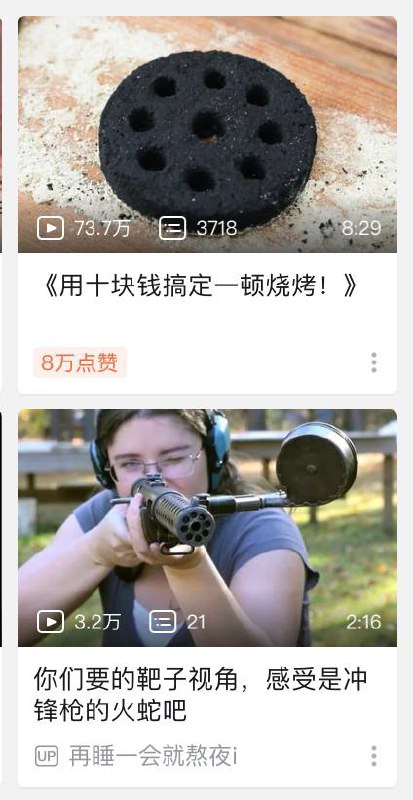 73.7万 3718 8:29
《用十块钱搞定一顿烧烤！》
8万点赞
3.2万 21 2:16
你们要的靶子视角，感受是冲
锋枪的火蛇吧
UP 再睡一会就熬夜i